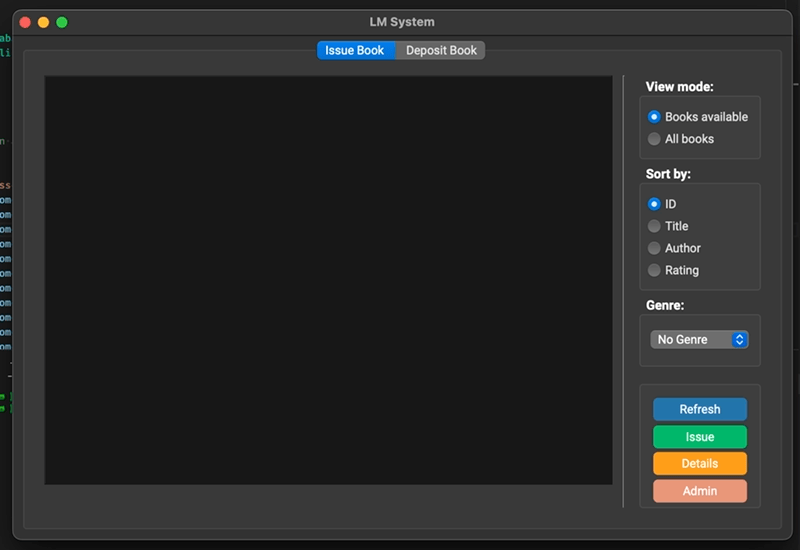 LM System
Issue Book
Deposit Book
View mode:
Books available
All books
Sort by:
ID
Title
Author
Rating
Genre:
No Genre
Refresh
Issue
Details
Admin